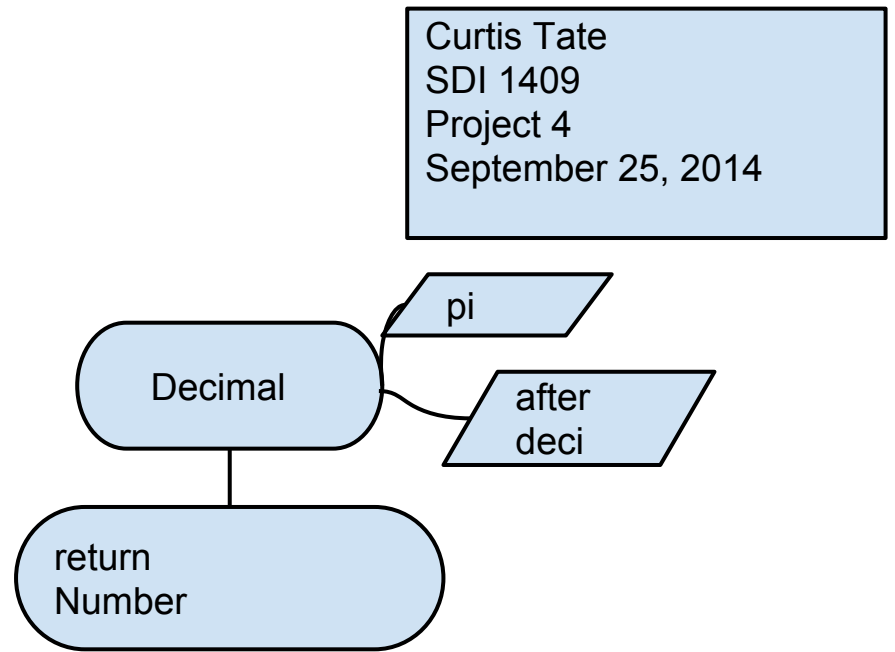 Curtis Tate
SDI 1409
Project 4
September 25, 2014
pi
Decimal
after
deci
return
Number